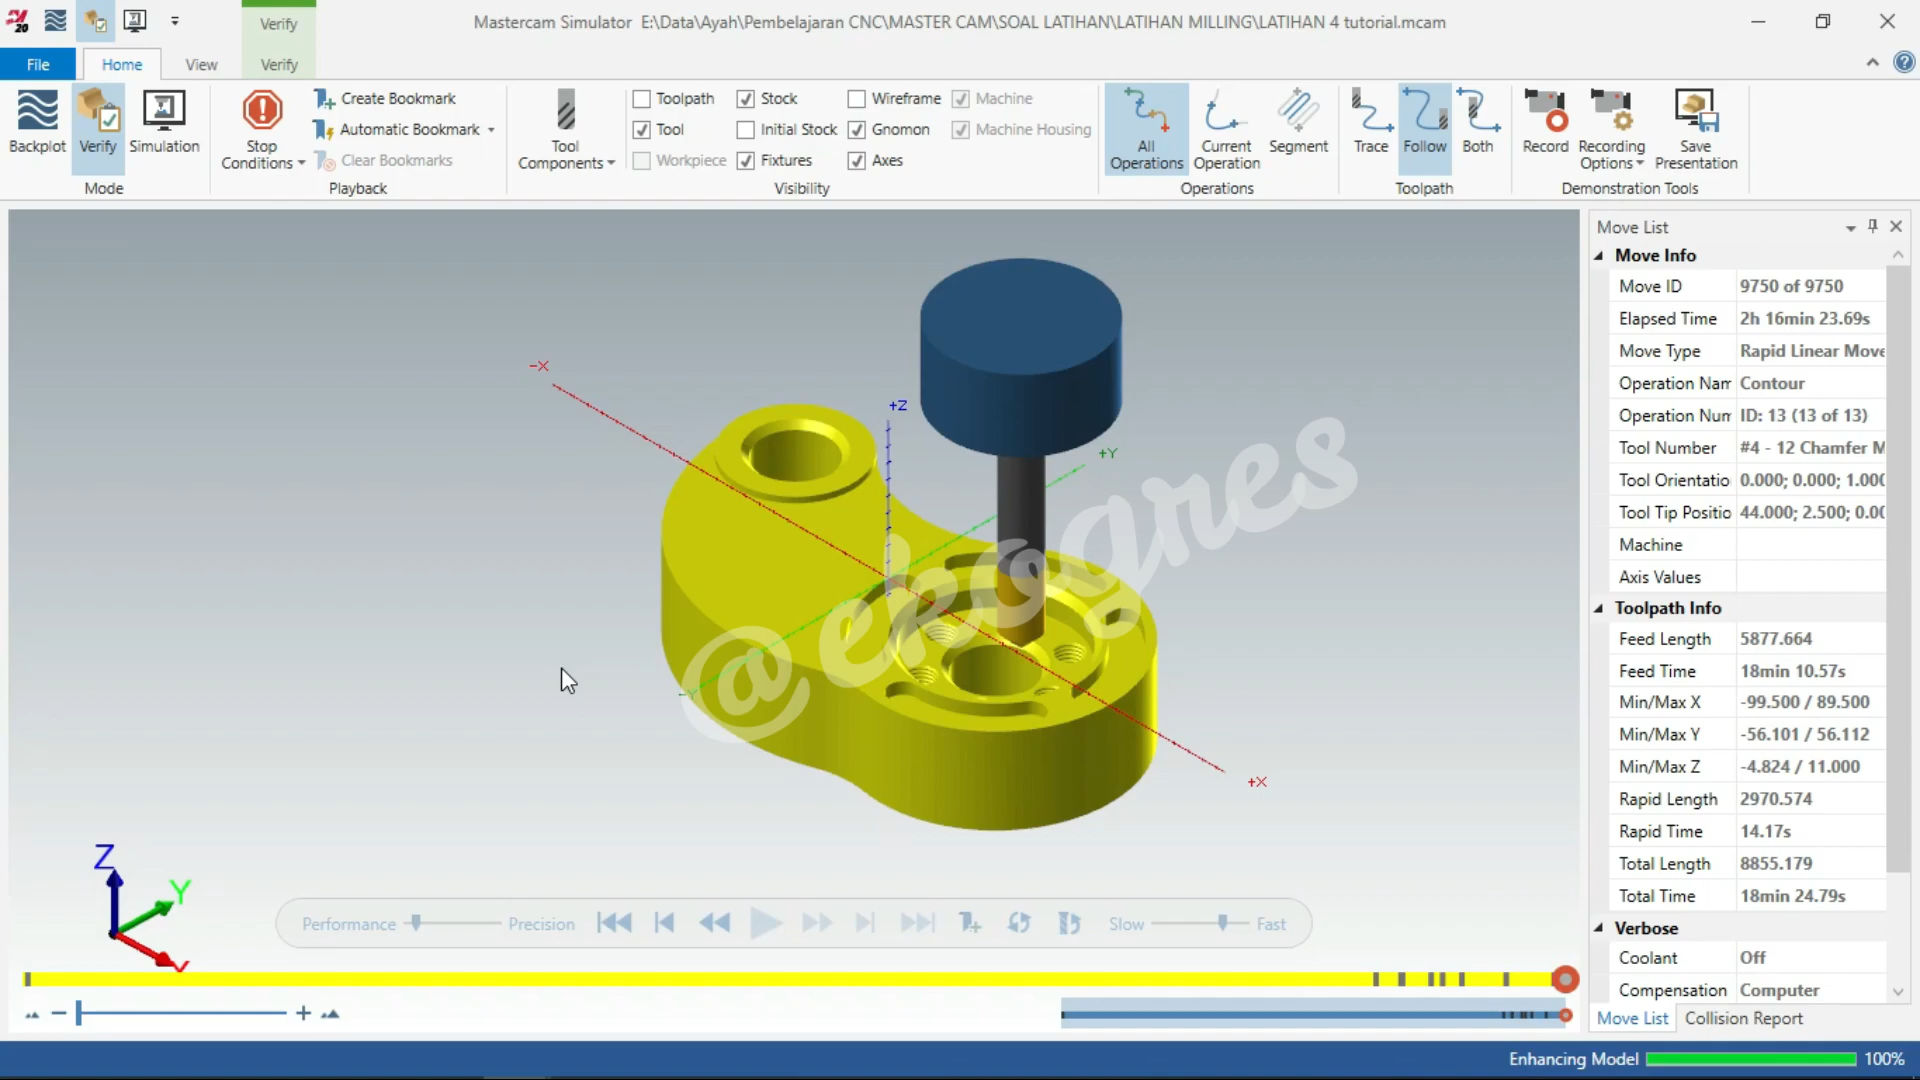 20
Verify
Mastercam Simulator E:\Data\Ayah\Pembelajaran CNC\MASTER CAM\SOAL LATIHAN\LATIHAN MILLING\LATIHAN 4 tutorial.mcam
File
Home
View
Verify
Backplot
Verify
Simulation
Mode
Stop Conditions
Create Bookmark
Automatic Bookmark
Clear Bookmarks
Playback
Tool Components
Toolpath
Stock
Wireframe
Machine
Tool
Initial Stock
Gnomon
Machine Housing
Workpiece
Fixtures
Axes
Visibility
All Operations
Current Operation
Segment
Operations
Trace
Follow
Both
Toolpath
Record
Recording Options
Save Presentation
Demonstration Tools
-X
+Z
+Y
-Y
+X
@ekogres
Z
Y
Performance
Precision
Slow
Fast
Move List
Move Info
Move ID 9750 of 9750
Elapsed Time 2h 16min 23.69s
Move Type Rapid Linear Move
Operation Nam Contour
Operation Num ID: 13 (13 of 13)
Tool Number #4 - 12 Chamfer M
Tool Orientatio 0.000; 0.000; 1.000
Tool Tip Positio 44.000; 2.500; 0.00
Machine
Axis Values
Toolpath Info
Feed Length 5877.664
Feed Time 18min 10.57s
Min/Max X -99.500 / 89.500
Min/Max Y -56.101 / 56.112
Min/Max Z -4.824 / 11.000
Rapid Length 2970.574
Rapid Time 14.17s
Total Length 8855.179
Total Time 18min 24.79s
Verbose
Coolant Off
Compensation Computer
Move List
Collision Report
Enhancing Model 100%